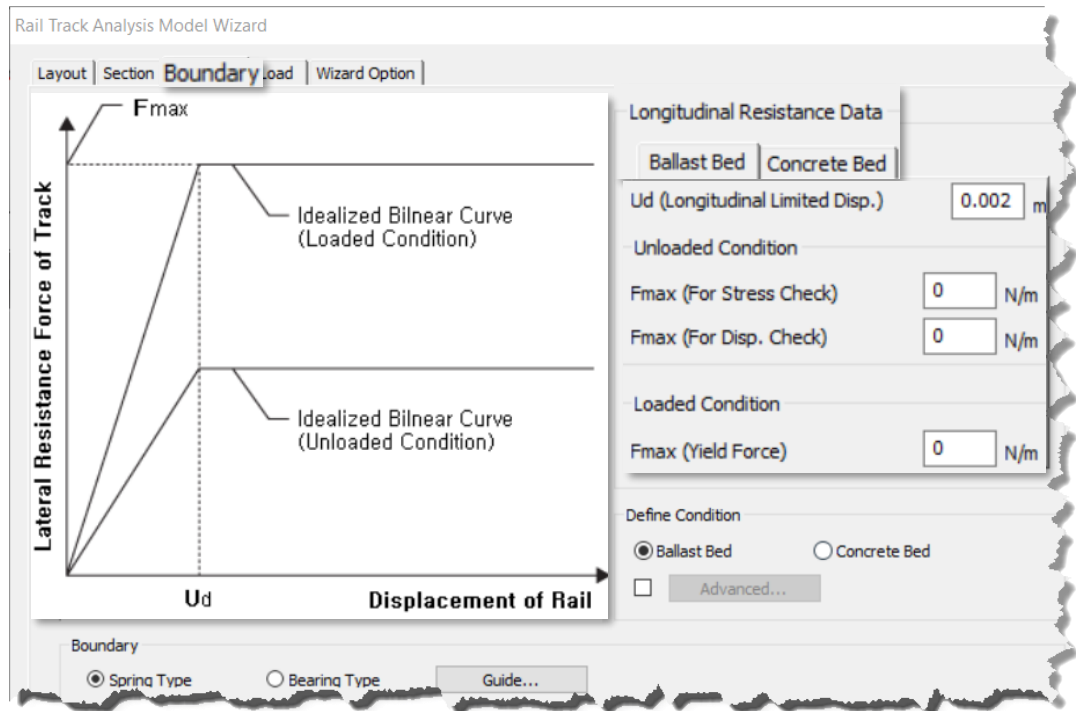 Rail Track Analysis Model Wizard
Layout Section Boundary Load Wizard Option
Fmax
Lateral Resistance Force of Track
Idealized Bilnear Curve
(Loaded Condition)
Idealized Bilnear Curve
(Unloaded Condition)
Ud
Displacement of Rail
Longitudinal Resistance Data
Ballast Bed Concrete Bed
Ud (Longitudinal Limited Disp.) 0.002 m
Unloaded Condition
Fmax (For Stress Check) 0 N/m
Fmax (For Disp. Check) 0 N/m
Loaded Condition
Fmax (Yield Force) 0 N/m
Define Condition
Ballast Bed Concrete Bed
Advanced...
Boundary
Spring Type Bearing Type Guide...